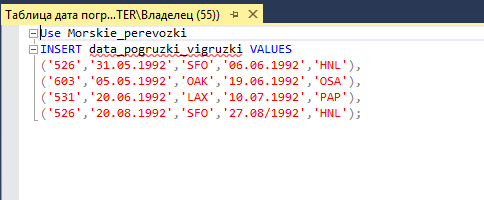 Таблица дата погр...TER\Владелец (55))
Use Morskie_perevozki
INSERT data_pogruzki_vigruzki VALUES
('526','31.05.1992','SFO','06.06.1992','HNL'),
('603','05.05.1992','OAK','19.06.1992','OSA'),
('531','20.06.1992','LAX','10.07.1992','PAP'),
('526','20.08.1992','SFO','27.08/1992','HNL');